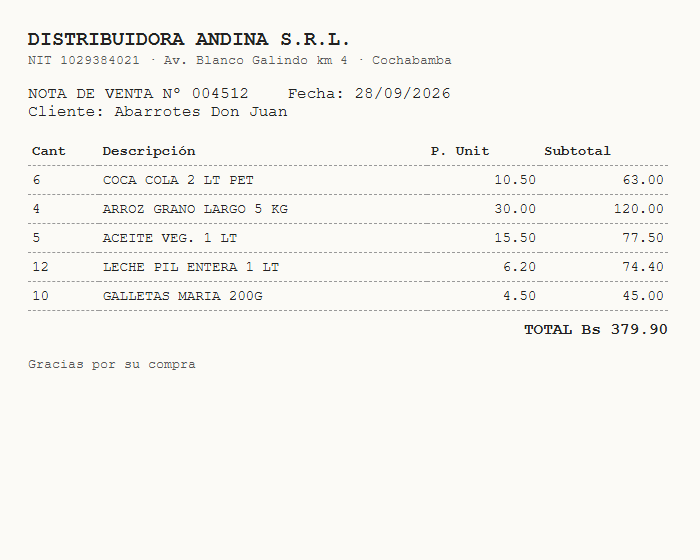 DISTRIBUIDORA ANDINA S.R.L.
NIT 1029384021 · Av. Blanco Galindo km 4 · Cochabamba
NOTA DE VENTA N° 004512 Fecha: 28/09/2026
Cliente: Abarrotes Don Juan
Cant Descripción P. Unit Subtotal
6 COCA COLA 2 LT PET 10.50 63.00
4 ARROZ GRANO LARGO 5 KG 30.00 120.00
5 ACEITE VEG. 1 LT 15.50 77.50
12 LECHE PIL ENTERA 1 LT 6.20 74.40
10 GALLETAS MARIA 200G 4.50 45.00
TOTAL Bs 379.90
Gracias por su compra